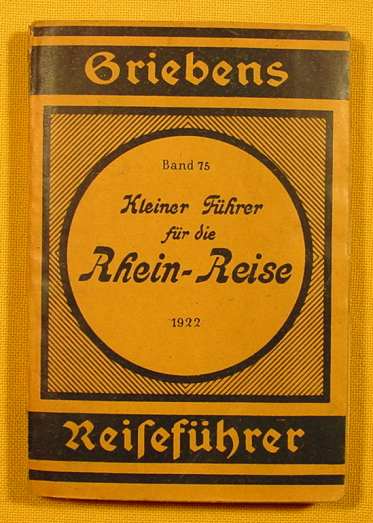 Griebens
Band 75
Kleiner Führer
für die
Rhein-Reise
1922
Reiſeführer